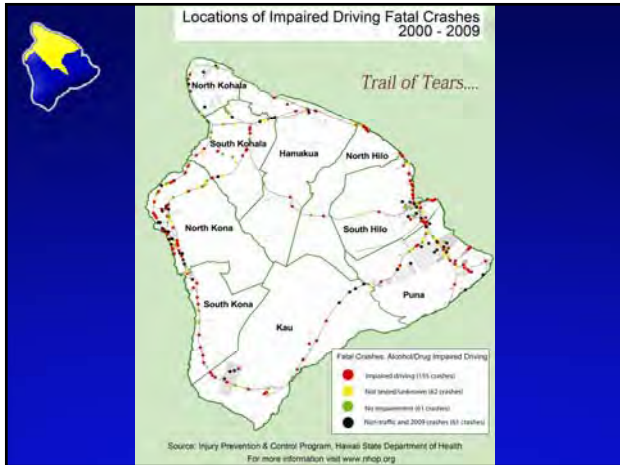 Locations of Impaired Driving Fatal Crashes
2000 - 2009
Trail of Tears....
North Kohala
South Kohala
Hamakua
North Hilo
North Kona
South Hilo
South Kona
Kau
Puna
Fatal Crashes: Alcohol/Drug Impaired Driving
Impaired driving (155 crashes)
Not tested/unknown (62 crashes)
No impairment (61 crashes)
Non traffic and 2009 crashes (61 crashes)
Source: Injury Prevention & Control Program, Hawaii State Department of Health
For more information visit www.nhop.org